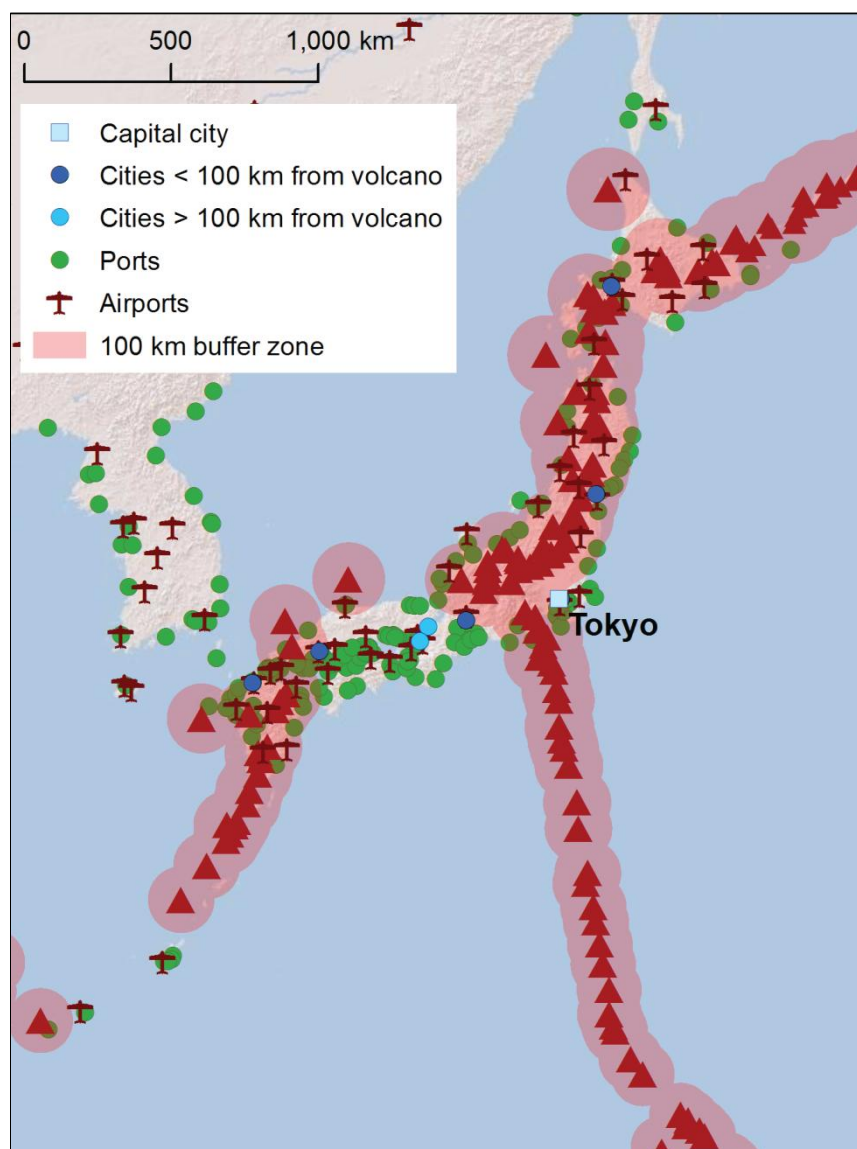 0 500 1,000 km
Capital city
Cities < 100 km from volcano
Cities > 100 km from volcano
Ports
Airports
100 km buffer zone
Tokyo